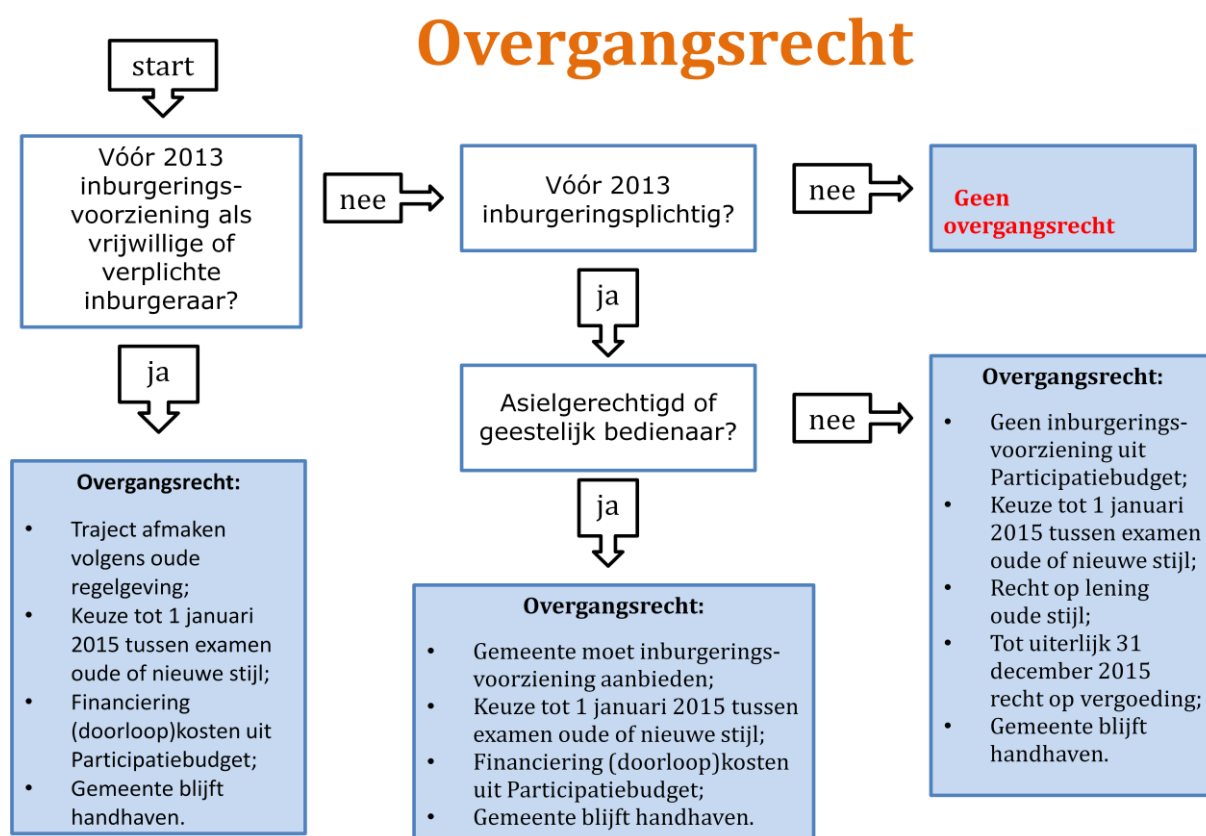 Overgangsrecht
start
Vóór 2013
inburgerings-
voorziening als
vrijwillige of
verplichte
inburgeraar?
nee
Vóór 2013
inburgeringsplichtig?
nee
Geen
overgangsrecht
ja
ja
Asielgerechtigd of
geestelijk bedienaar?
nee
ja
Overgangsrecht:
• Traject afmaken
volgens oude
regelgeving;
• Keuze tot 1 januari
2015 tussen examen
oude of nieuwe stijl;
• Financiering
(doorloop)kosten uit
Participatiebudget;
• Gemeente blijft
handhaven.
Overgangsrecht:
• Gemeente moet inburgerings-
voorziening aanbieden;
• Keuze tot 1 januari 2015 tussen
examen oude of nieuwe stijl;
• Financiering (doorloop)kosten
uit Participatiebudget;
• Gemeente blijft handhaven.
Overgangsrecht:
• Geen inburgerings-
voorziening uit
Participatiebudget;
• Keuze tot 1 januari
2015 tussen examen
oude of nieuwe stijl;
• Recht op lening
oude stijl;
• Tot uiterlijk 31
december 2015
recht op vergoeding;
• Gemeente blijft
handhaven.